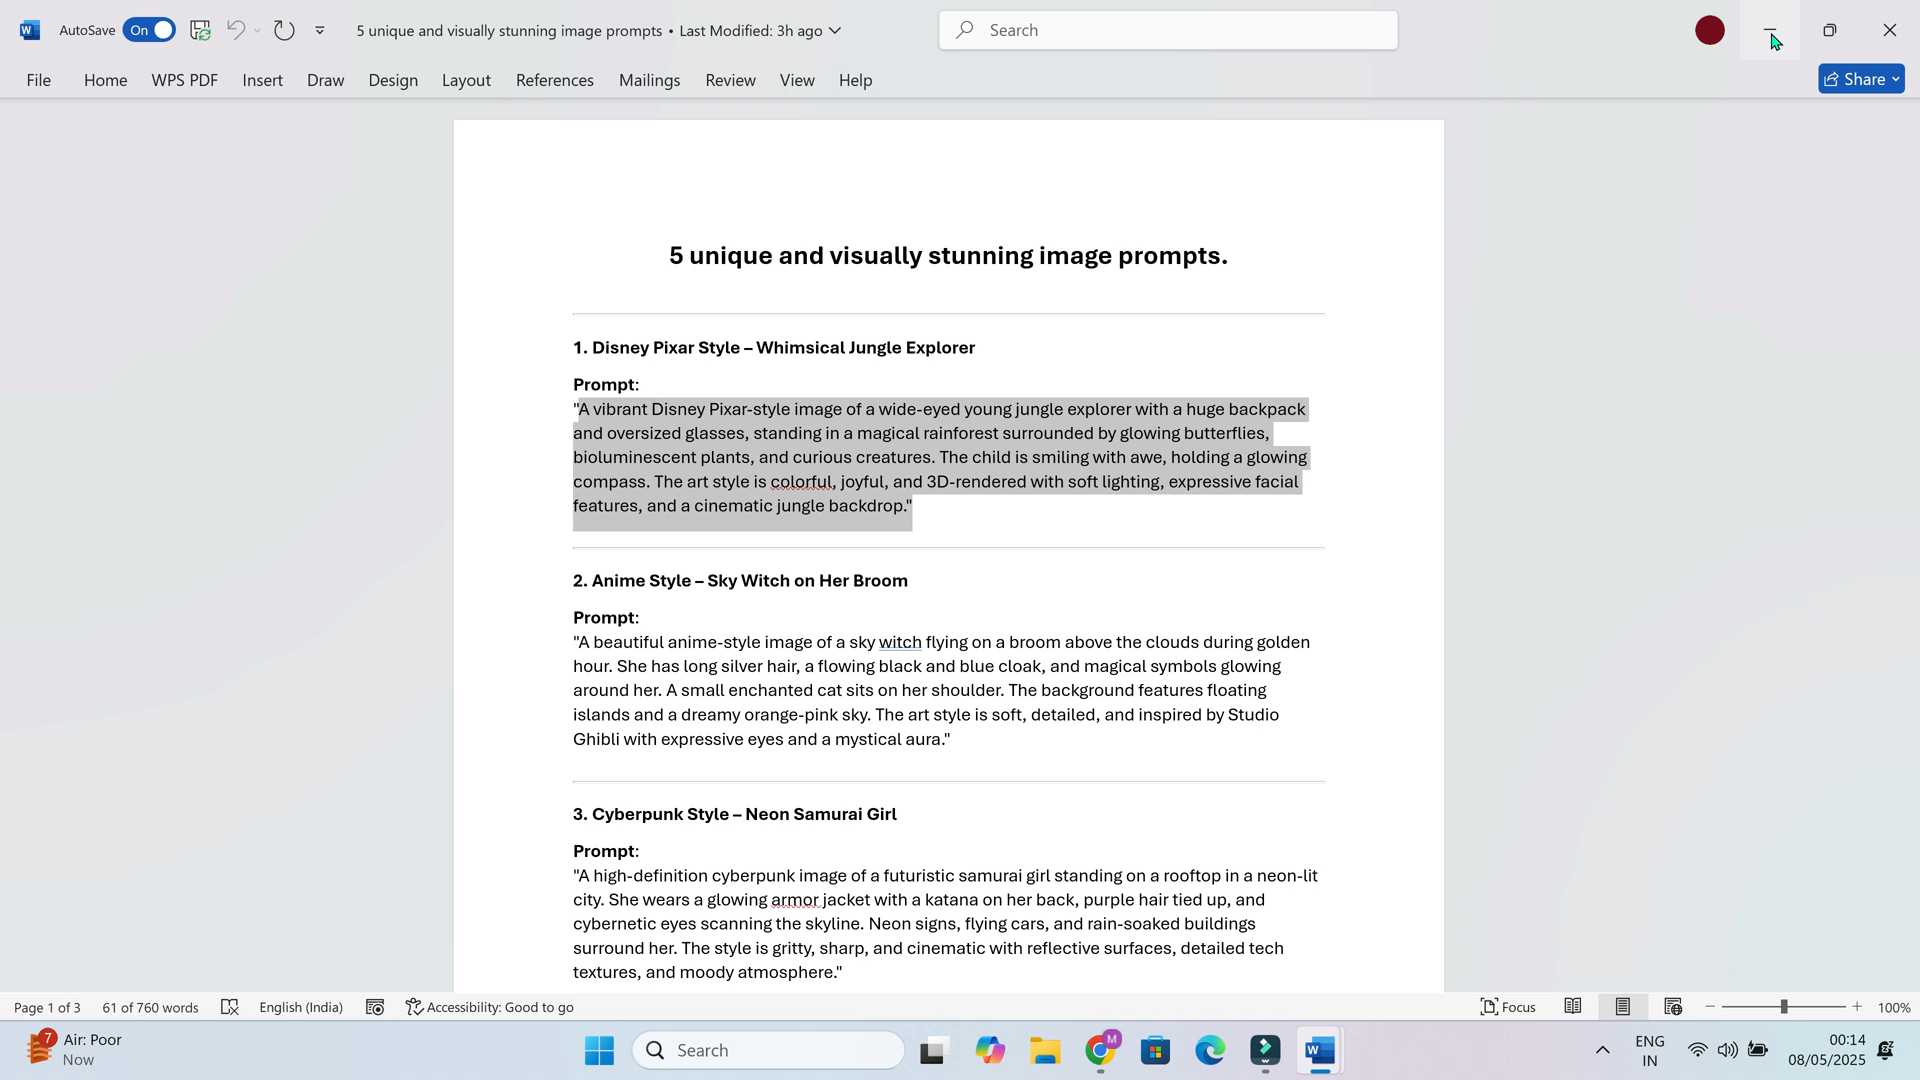 AutoSave On 5 unique and visually stunning image prompts • Last Modified: 3h ago Search
File Home WPS PDF Insert Draw Design Layout References Mailings Review View Help Share
5 unique and visually stunning image prompts.
1. Disney Pixar Style – Whimsical Jungle Explorer
Prompt:
"A vibrant Disney Pixar-style image of a wide-eyed young jungle explorer with a huge backpack
and oversized glasses, standing in a magical rainforest surrounded by glowing butterflies,
bioluminescent plants, and curious creatures. The child is smiling with awe, holding a glowing
compass. The art style is colorful, joyful, and 3D-rendered with soft lighting, expressive facial
features, and a cinematic jungle backdrop."
2. Anime Style – Sky Witch on Her Broom
Prompt:
"A beautiful anime-style image of a sky witch flying on a broom above the clouds during golden
hour. She has long silver hair, a flowing black and blue cloak, and magical symbols glowing
around her. A small enchanted cat sits on her shoulder. The background features floating
islands and a dreamy orange-pink sky. The art style is soft, detailed, and inspired by Studio
Ghibli with expressive eyes and a mystical aura."
3. Cyberpunk Style – Neon Samurai Girl
Prompt:
"A high-definition cyberpunk image of a futuristic samurai girl standing on a rooftop in a neon-lit
city. She wears a glowing armor jacket with a katana on her back, purple hair tied up, and
cybernetic eyes scanning the skyline. Neon signs, flying cars, and rain-soaked buildings
surround her. The style is gritty, sharp, and cinematic with reflective surfaces, detailed tech
textures, and moody atmosphere."
Page 1 of 3 61 of 760 words English (India) Accessibility: Good to go Focus 100%
7 Air: Poor
Now
Search
M
W
ENG
IN
00:14
08/05/2025